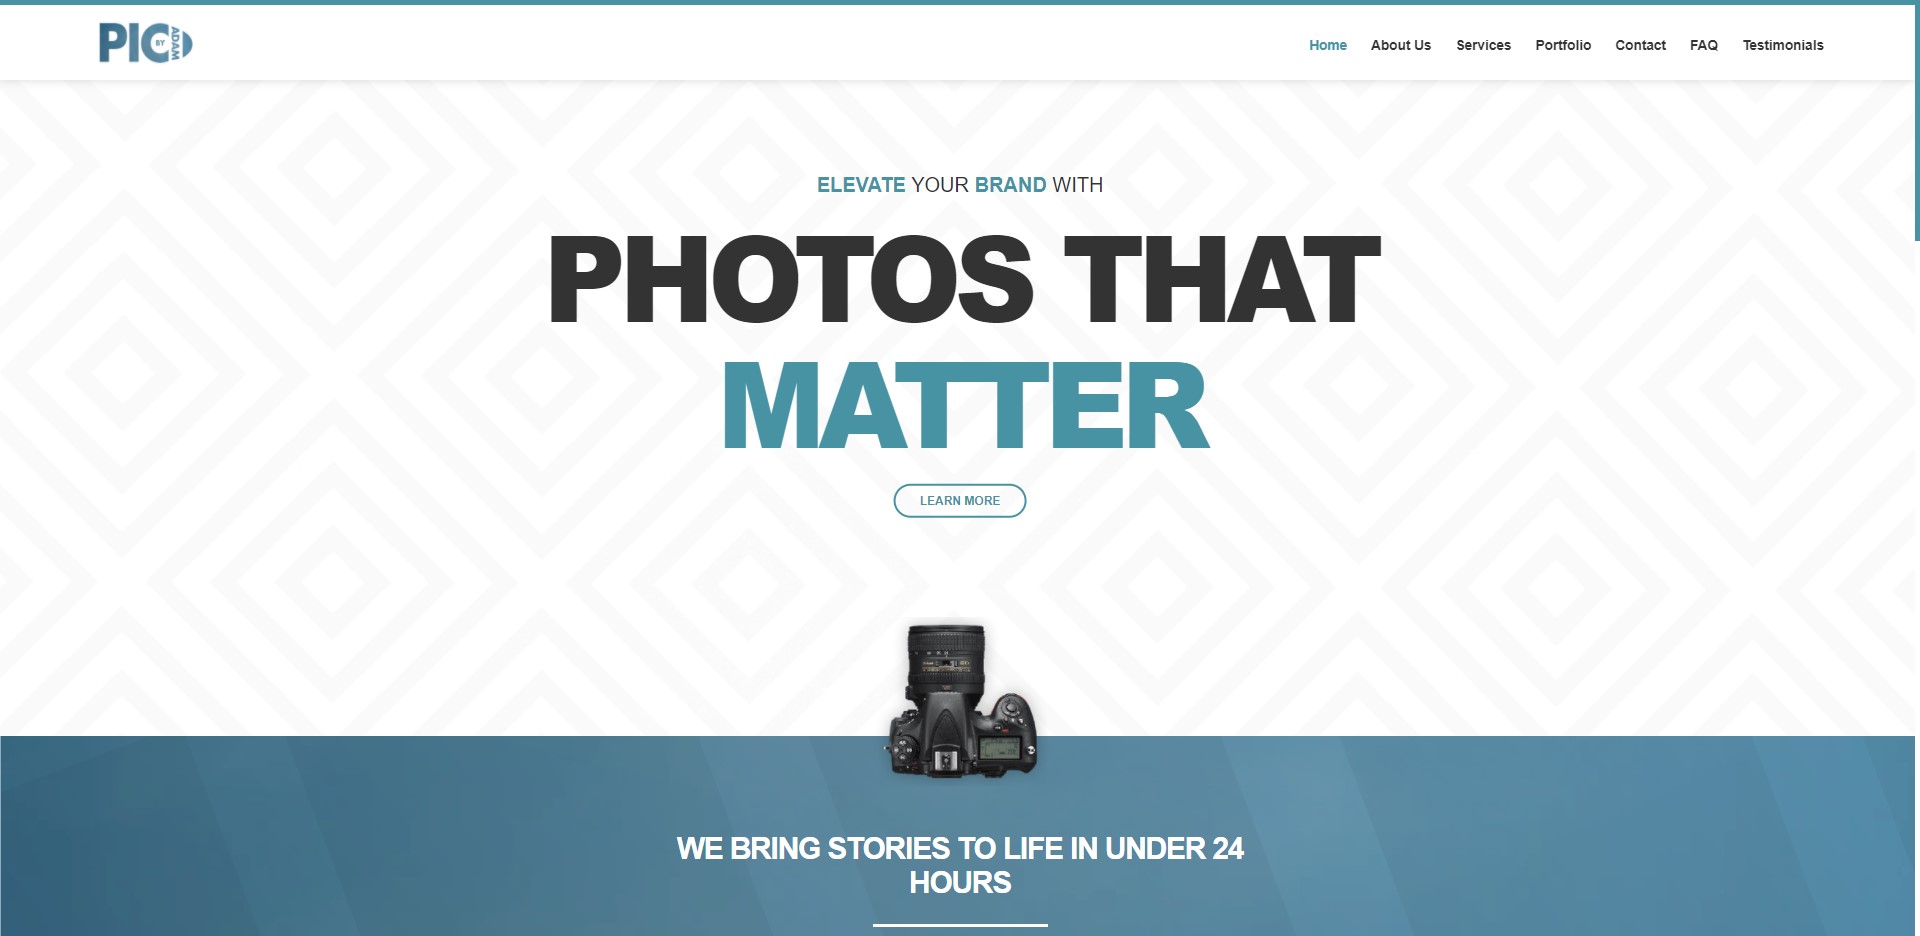 PIC BY ADAM
Home About Us Services Portfolio Contact FAQ Testimonials
ELEVATE YOUR BRAND WITH
PHOTOS THAT
MATTER
LEARN MORE
WE BRING STORIES TO LIFE IN UNDER 24
HOURS